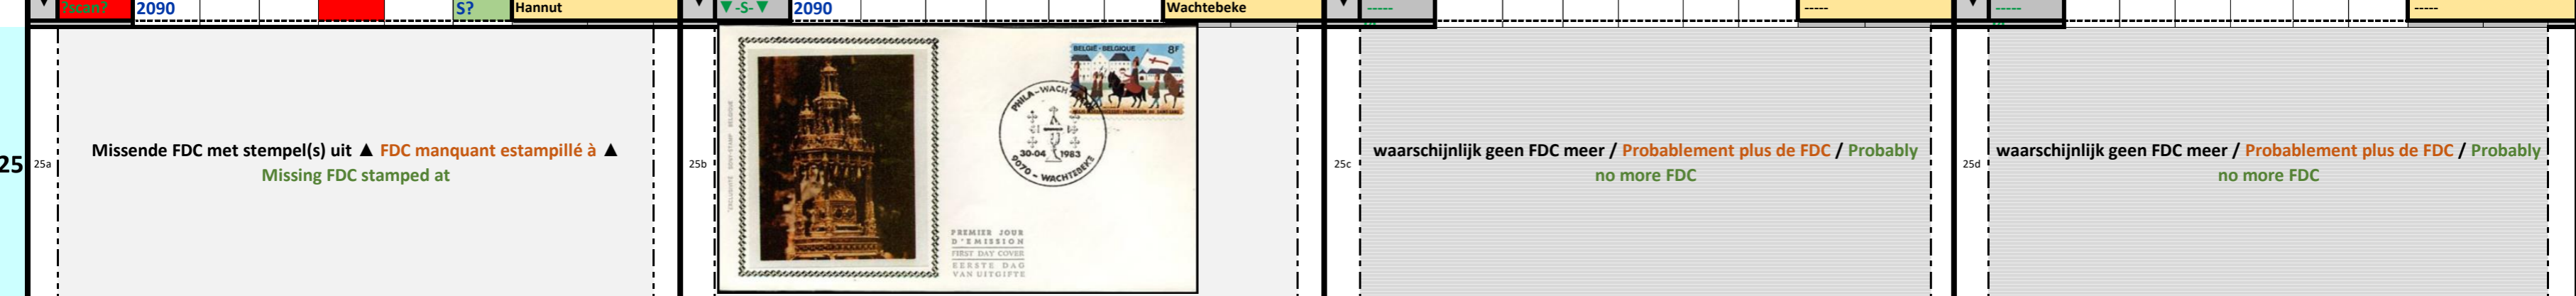 ▼ ?scan? 2090 S? Hannut ▼ ▼-S-▼ 2090 Wachtebeke ▼ ----- ----- ▼ ----- -----
25
25a
Missende FDC met stempel(s) uit ▲ FDC manquant estampillé à ▲
Missing FDC stamped at
25b
BELGIË - BELGIQUE 8F
PHILA-WACH
30-04 1983
9070 - WACHTEBEKE
PREMIER JOUR
D'EMISSION
FIRST DAY COVER
EERSTE DAG
VAN UITGIFTE
25c
waarschijnlijk geen FDC meer / Probablement plus de FDC / Probably
no more FDC
25d
waarschijnlijk geen FDC meer / Probablement plus de FDC / Probably
no more FDC